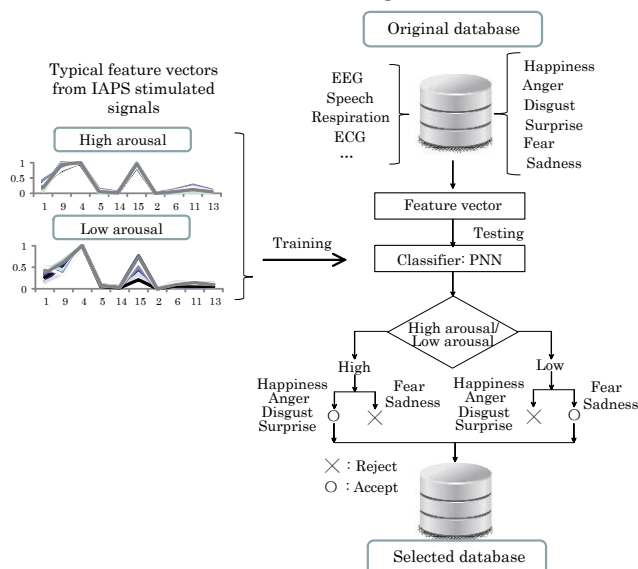 Original database
Typical feature vectors
from IAPS stimulated
signals
High arousal
1
0.5
0
1 9 4 5 14 15 2 6 11 13
Low arousal
1
0.5
0
1 9 4 5 14 15 2 6 11 13
EEG
Speech
Respiration
ECG
...
Happiness
Anger
Disgust
Surprise
Fear
Sadness
Feature vector
Testing
Training
Classifier: PNN
High arousal/
Low arousal
High
Low
Happiness
Anger
Disgust
Surprise
Fear
Sadness
Happiness
Anger
Disgust
Surprise
Fear
Sadness
: Reject
: Accept
Selected database